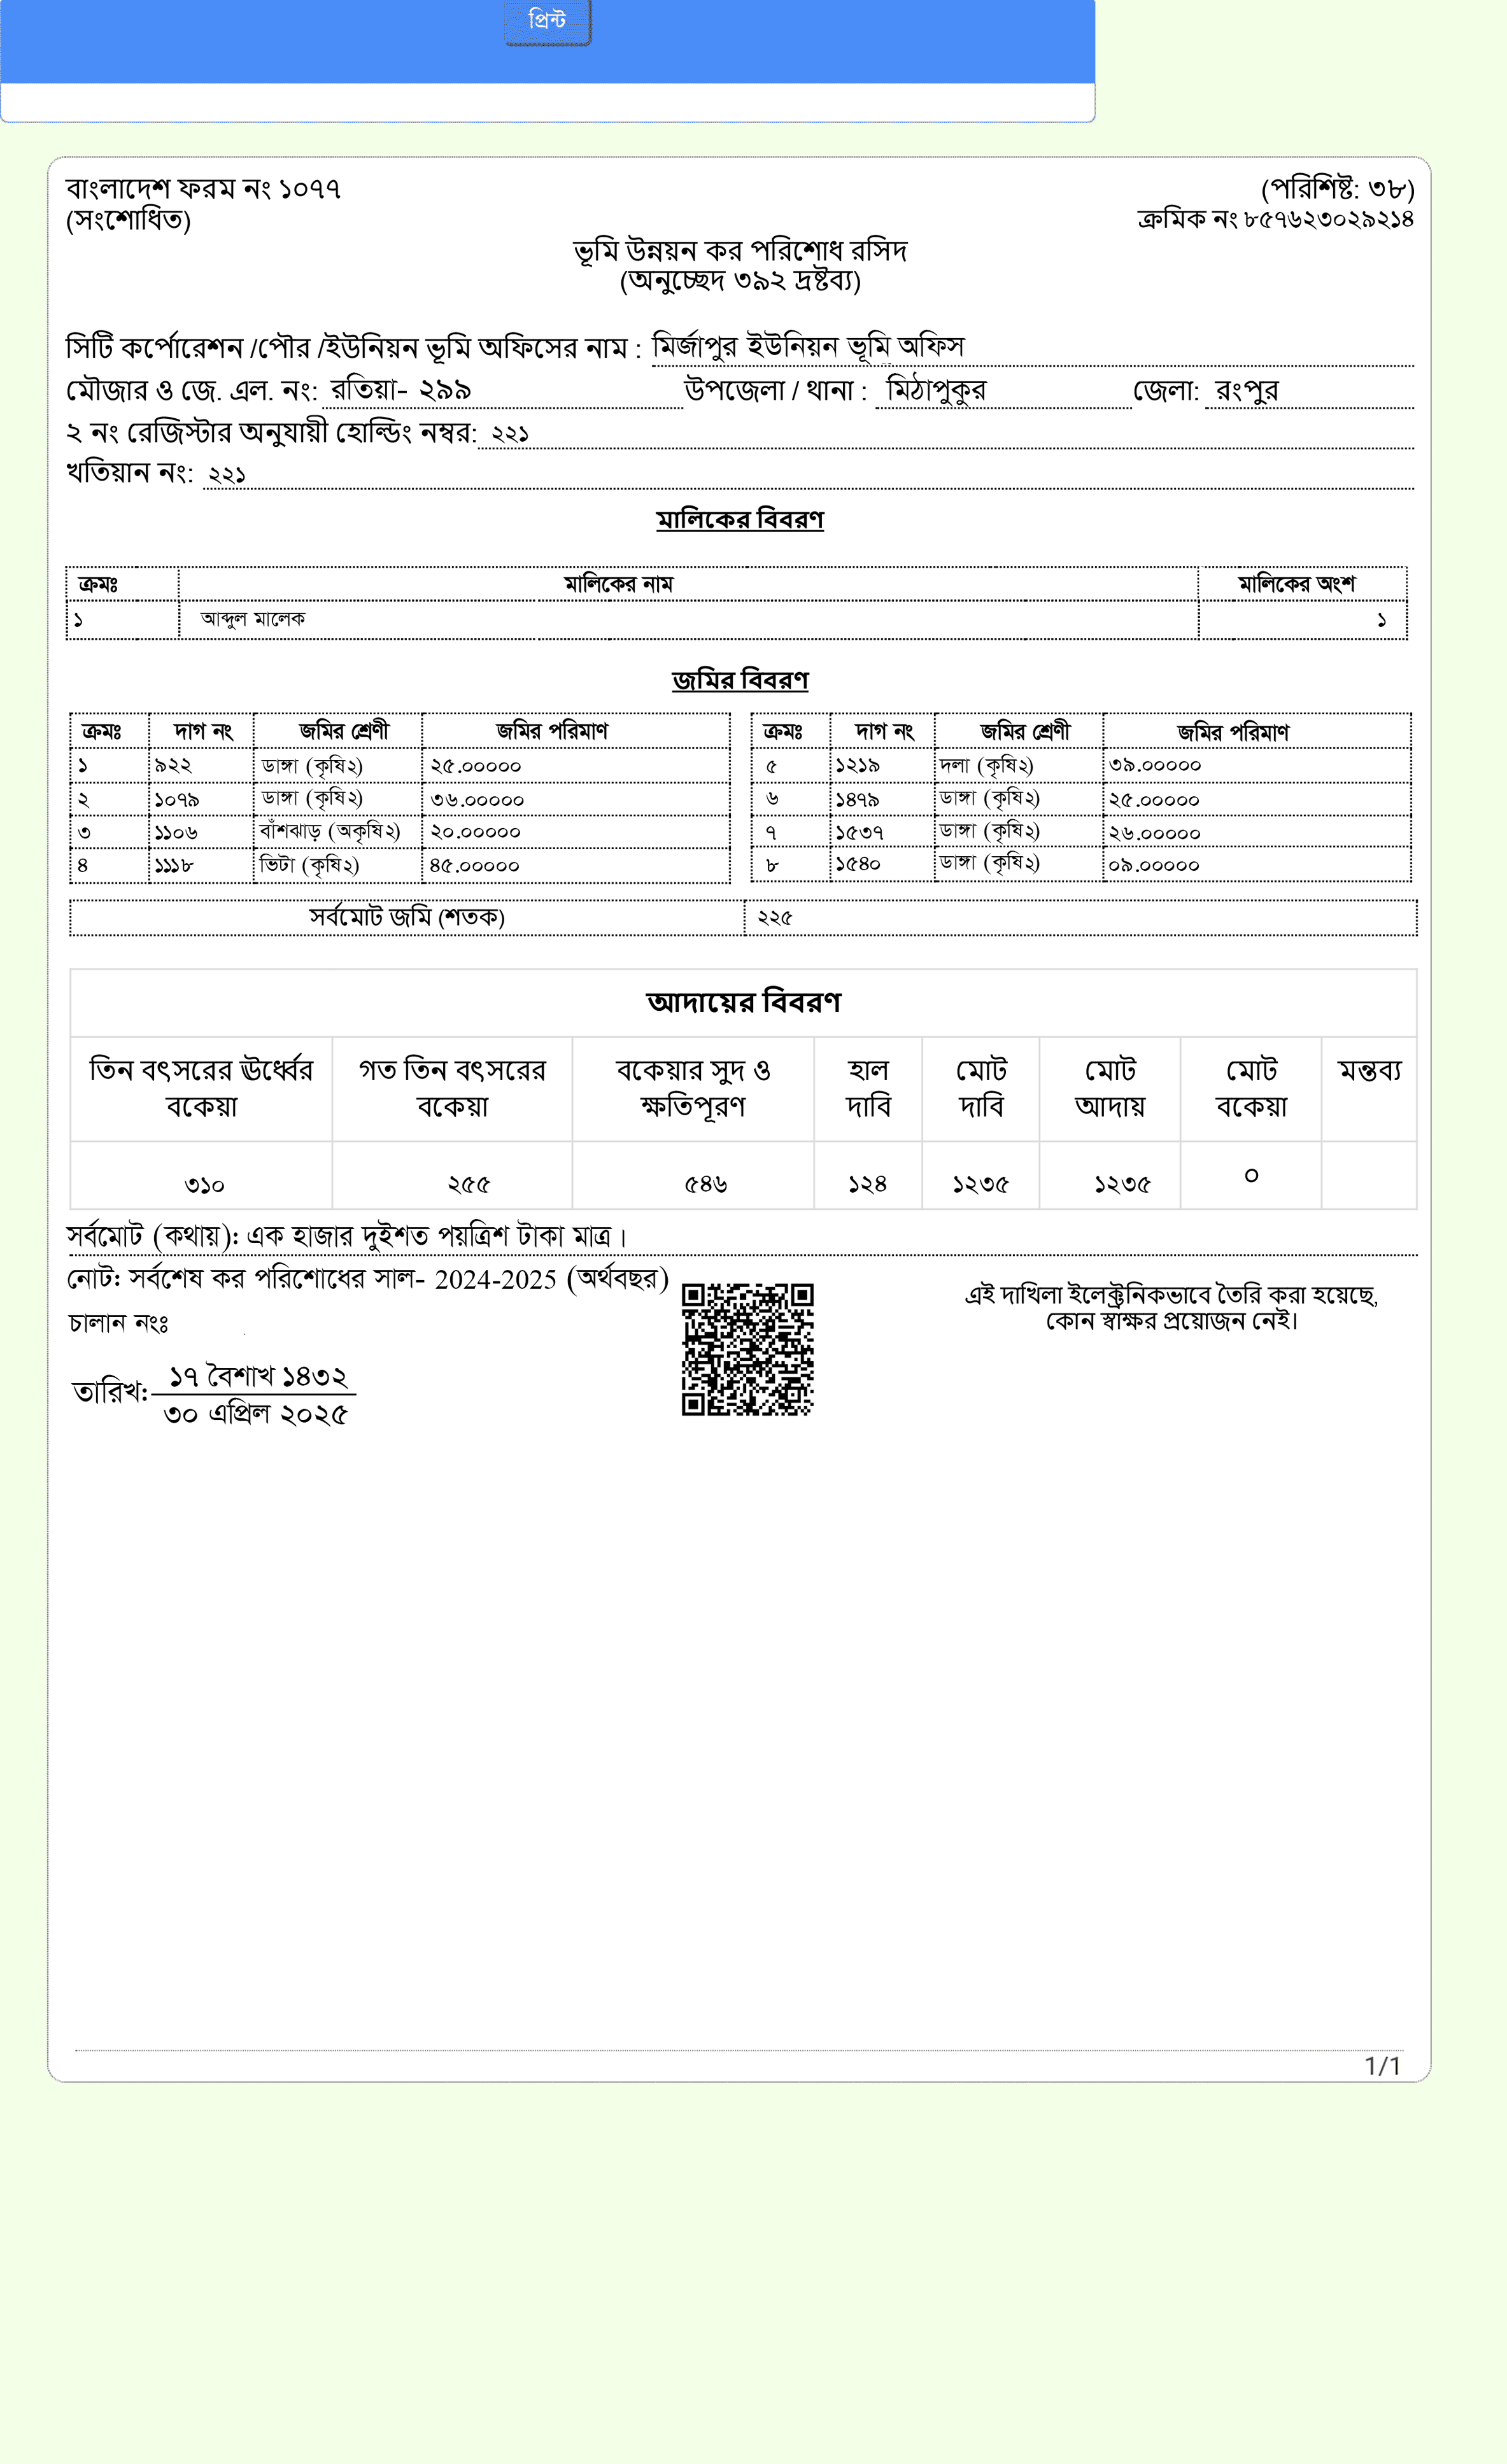 প্রিন্ট
বাংলাদেশ ফরম নং ১০৭৭
(সংশোধিত)
(পরিশিষ্ট: ৩৮)
ক্রমিক নং ৮৫৭৬২৩০২৯২১৪
ভূমি উন্নয়ন কর পরিশোধ রসিদ
(অনুচ্ছেদ ৩৯২ দ্রষ্টব্য)
সিটি কর্পোরেশন /পৌর /ইউনিয়ন ভূমি অফিসের নাম : মির্জাপুর ইউনিয়ন ভূমি অফিস
মৌজার ও জে. এল. নং: রতিয়া- ২৯৯ উপজেলা / থানা : মিঠাপুকুর জেলা: রংপুর
২ নং রেজিস্টার অনুযায়ী হোল্ডিং নম্বর: ২২১
খতিয়ান নং: ২২১
মালিকের বিবরণ
ক্রমঃ মালিকের নাম মালিকের অংশ
১ আব্দুল মালেক ১
জমির বিবরণ
ক্রমঃ দাগ নং জমির শ্রেণী জমির পরিমাণ
১ ৯২২ ডাঙ্গা (কৃষি২) ২৫.০০০০০
২ ১০৭৯ ডাঙ্গা (কৃষি২) ৩৬.০০০০০
৩ ১১০৬ বাঁশঝাড় (অকৃষি২) ২০.০০০০০
৪ ১১১৮ ভিটা (কৃষি২) ৪৫.০০০০০
ক্রমঃ দাগ নং জমির শ্রেণী জমির পরিমাণ
৫ ১২১৯ দলা (কৃষি২) ৩৯.০০০০০
৬ ১৪৭৯ ডাঙ্গা (কৃষি২) ২৫.০০০০০
৭ ১৫৩৭ ডাঙ্গা (কৃষি২) ২৬.০০০০০
৮ ১৫৪০ ডাঙ্গা (কৃষি২) ০৯.০০০০০
সর্বমোট জমি (শতক) ২২৫
আদায়ের বিবরণ
তিন বৎসরের ঊর্ধ্বের বকেয়া গত তিন বৎসরের বকেয়া বকেয়ার সুদ ও ক্ষতিপূরণ হাল দাবি মোট দাবি মোট আদায় মোট বকেয়া মন্তব্য
৩১০ ২৫৫ ৫৪৬ ১২৪ ১২৩৫ ১২৩৫ ০
সর্বমোট (কথায়): এক হাজার দুইশত পয়ত্রিশ টাকা মাত্র।
নোট: সর্বশেষ কর পরিশোধের সাল- 2024-2025 (অর্থবছর)
চালান নংঃ
তারিখ: ১৭ বৈশাখ ১৪৩২
৩০ এপ্রিল ২০২৫
এই দাখিলা ইলেক্ট্রনিকভাবে তৈরি করা হয়েছে,
কোন স্বাক্ষর প্রয়োজন নেই।
1/1